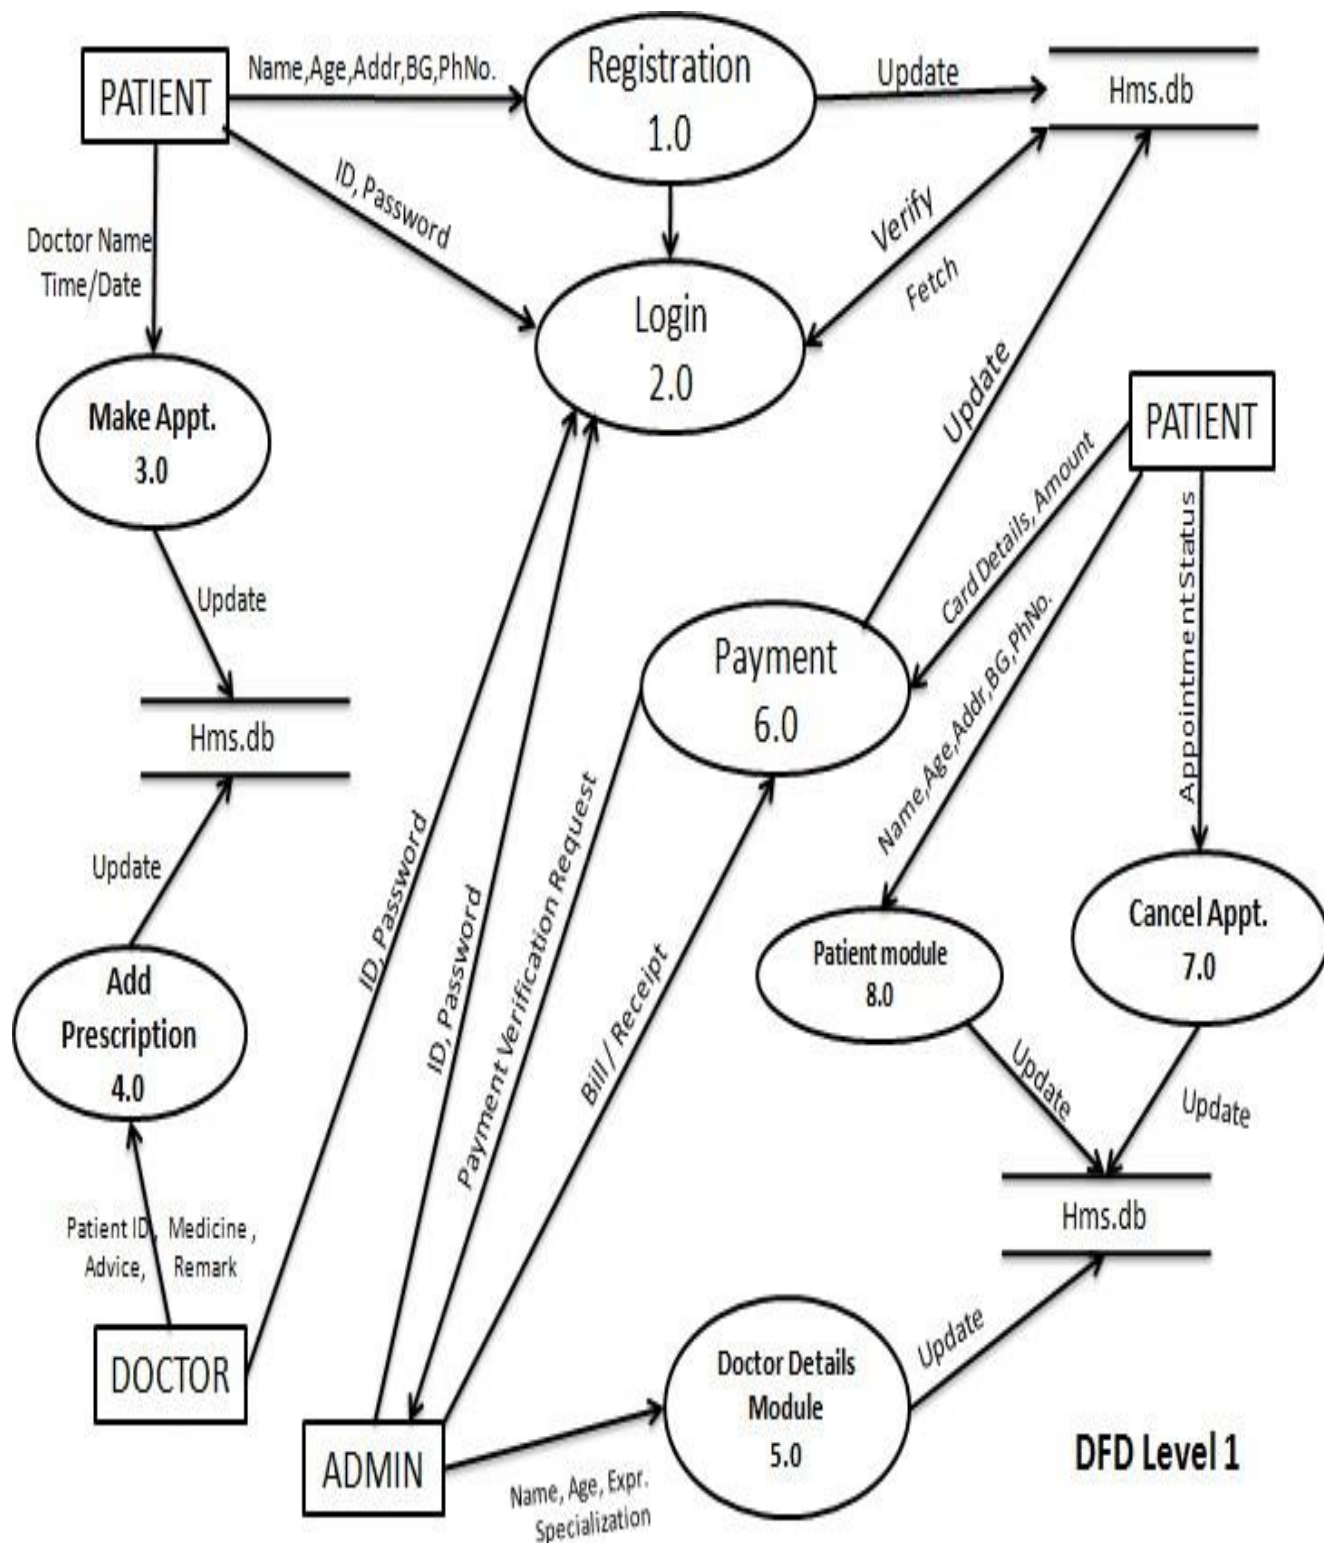 Name,Age,Addr,BG,PhNo.
PATIENT
Registration
1.0
Update
Hms.db
ID, Password
Doctor Name
Time/Date
Verify
Fetch
Login
2.0
Make Appt.
3.0
Update
PATIENT
Card Details, Amount
Name,Age,Addr,BG,PhNo.
AppointmentStatus
Update
Payment
6.0
Hms.db
Update
Add
Prescription
4.0
ID, Password
ID, Password
Payment Verification Request
Bill / Receipt
Patient module
8.0
Cancel Appt.
7.0
Update
Update
Hms.db
Patient ID, Medicine ,
Advice, Remark
DOCTOR
ADMIN
Name, Age, Expr.
Specialization
Doctor Details
Module
5.0
Update
DFD Level 1